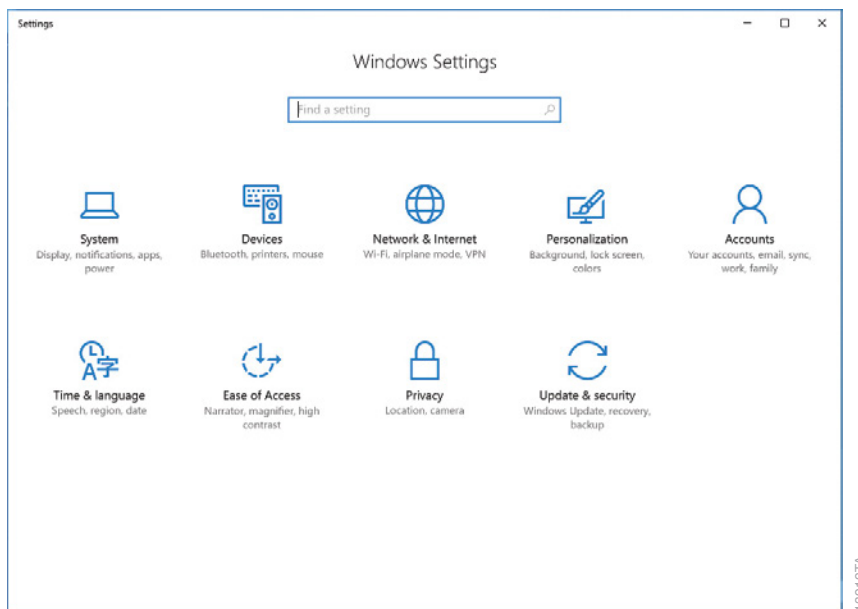 Settings
Windows Settings
Find a setting
System
Display, notifications, apps,
power
Devices
Bluetooth, printers, mouse
Network & Internet
Wi-Fi, airplane mode, VPN
Personalization
Background, lock screen,
colors
Accounts
Your accounts, email, sync,
work, family
Time & language
Speech, region, date
Ease of Access
Narrator, magnifier, high
contrast
Privacy
Location, camera
Update & security
Windows Update, recovery,
backup